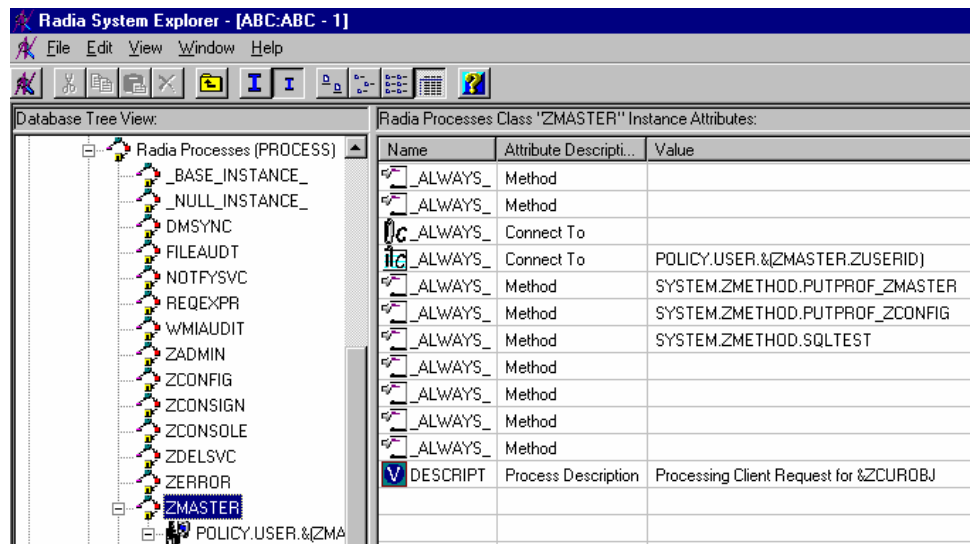 Radia System Explorer - [ABC:ABC - 1]
File Edit View Window Help
Database Tree View:
Radia Processes (PROCESS)
_BASE_INSTANCE_
_NULL_INSTANCE_
DMSYNC
FILEAUDT
NOTFYSVC
REQEXPR
WMIAUDIT
ZADMIN
ZCONFIG
ZCONSIGN
ZCONSOLE
ZDELSVC
ZERROR
ZMASTER
POLICY.USER.&(ZMA
Radia Processes Class "ZMASTER" Instance Attributes:
Name Attribute Descripti... Value
_ALWAYS_ Method
_ALWAYS_ Method
_ALWAYS_ Connect To
_ALWAYS_ Connect To POLICY.USER.&(ZMASTER.ZUSERID)
_ALWAYS_ Method SYSTEM.ZMETHOD.PUTPROF_ZMASTER
_ALWAYS_ Method SYSTEM.ZMETHOD.PUTPROF_ZCONFIG
_ALWAYS_ Method SYSTEM.ZMETHOD.SQLTEST
_ALWAYS_ Method
_ALWAYS_ Method
_ALWAYS_ Method
_ALWAYS_ Method
V DESCRIPT Process Description Processing Client Request for &ZCUROBJ